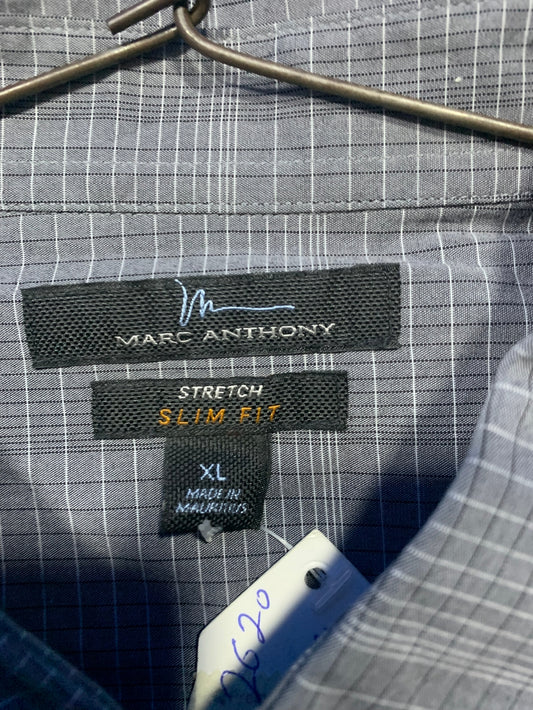 MARC ANTHONY
STRETCH
SLIM FIT
XL
MADE IN
MAURITIUS
2620